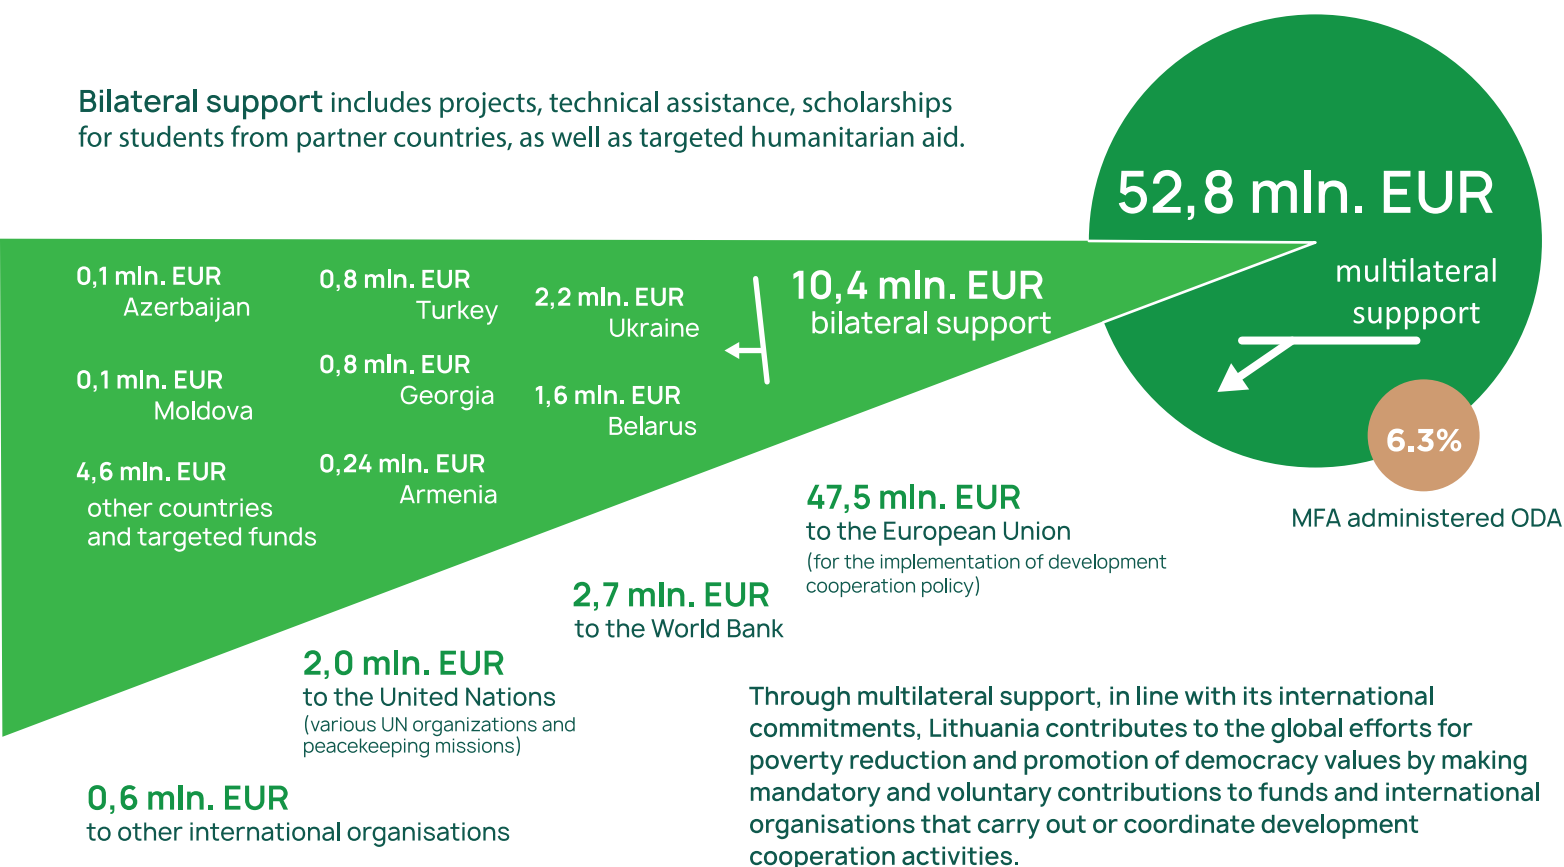 Bilateral support includes projects, technical assistance, scholarships
for students from partner countries, as well as targeted humanitarian aid.
52,8 mln. EUR
multilateral
suppport
6.3%
MFA administered ODA
10,4 mln. EUR
bilateral support
2,2 mln. EUR
Ukraine
1,6 mln. EUR
Belarus
0,8 mln. EUR
Turkey
0,8 mln. EUR
Georgia
0,24 mln. EUR
Armenia
0,1 mln. EUR
Azerbaijan
0,1 mln. EUR
Moldova
4,6 mln. EUR
other countries
and targeted funds
47,5 mln. EUR
to the European Union
(for the implementation of development
cooperation policy)
2,7 mln. EUR
to the World Bank
2,0 mln. EUR
to the United Nations
(various UN organizations and
peacekeeping missions)
0,6 mln. EUR
to other international organisations
Through multilateral support, in line with its international
commitments, Lithuania contributes to the global efforts for
poverty reduction and promotion of democracy values by making
mandatory and voluntary contributions to funds and international
organisations that carry out or coordinate development
cooperation activities.